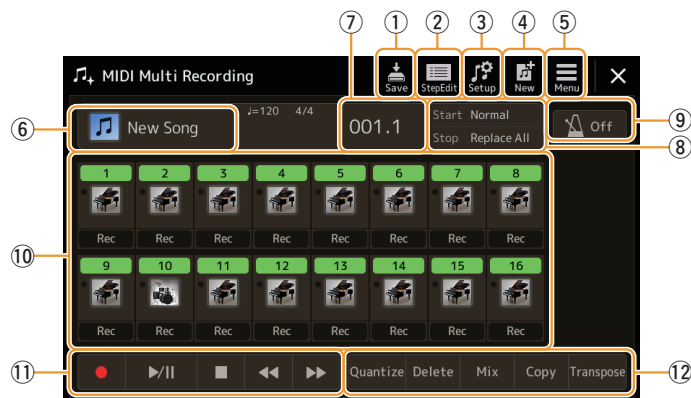 ⑦ ① ② ③ ④ ⑤
MIDI Multi Recording
Save StepEdit Setup New Menu
⑥ ⑨
New Song
♩=120 4/4
001.1
Start Normal
Stop Replace All
Off
⑧
1 2 3 4 5 6 7 8
Rec Rec Rec Rec Rec Rec Rec Rec
⑩
9 10 11 12 13 14 15 16
Rec Rec Rec Rec Rec Rec Rec Rec
⑪ ⑫
Quantize Delete Mix Copy Transpose